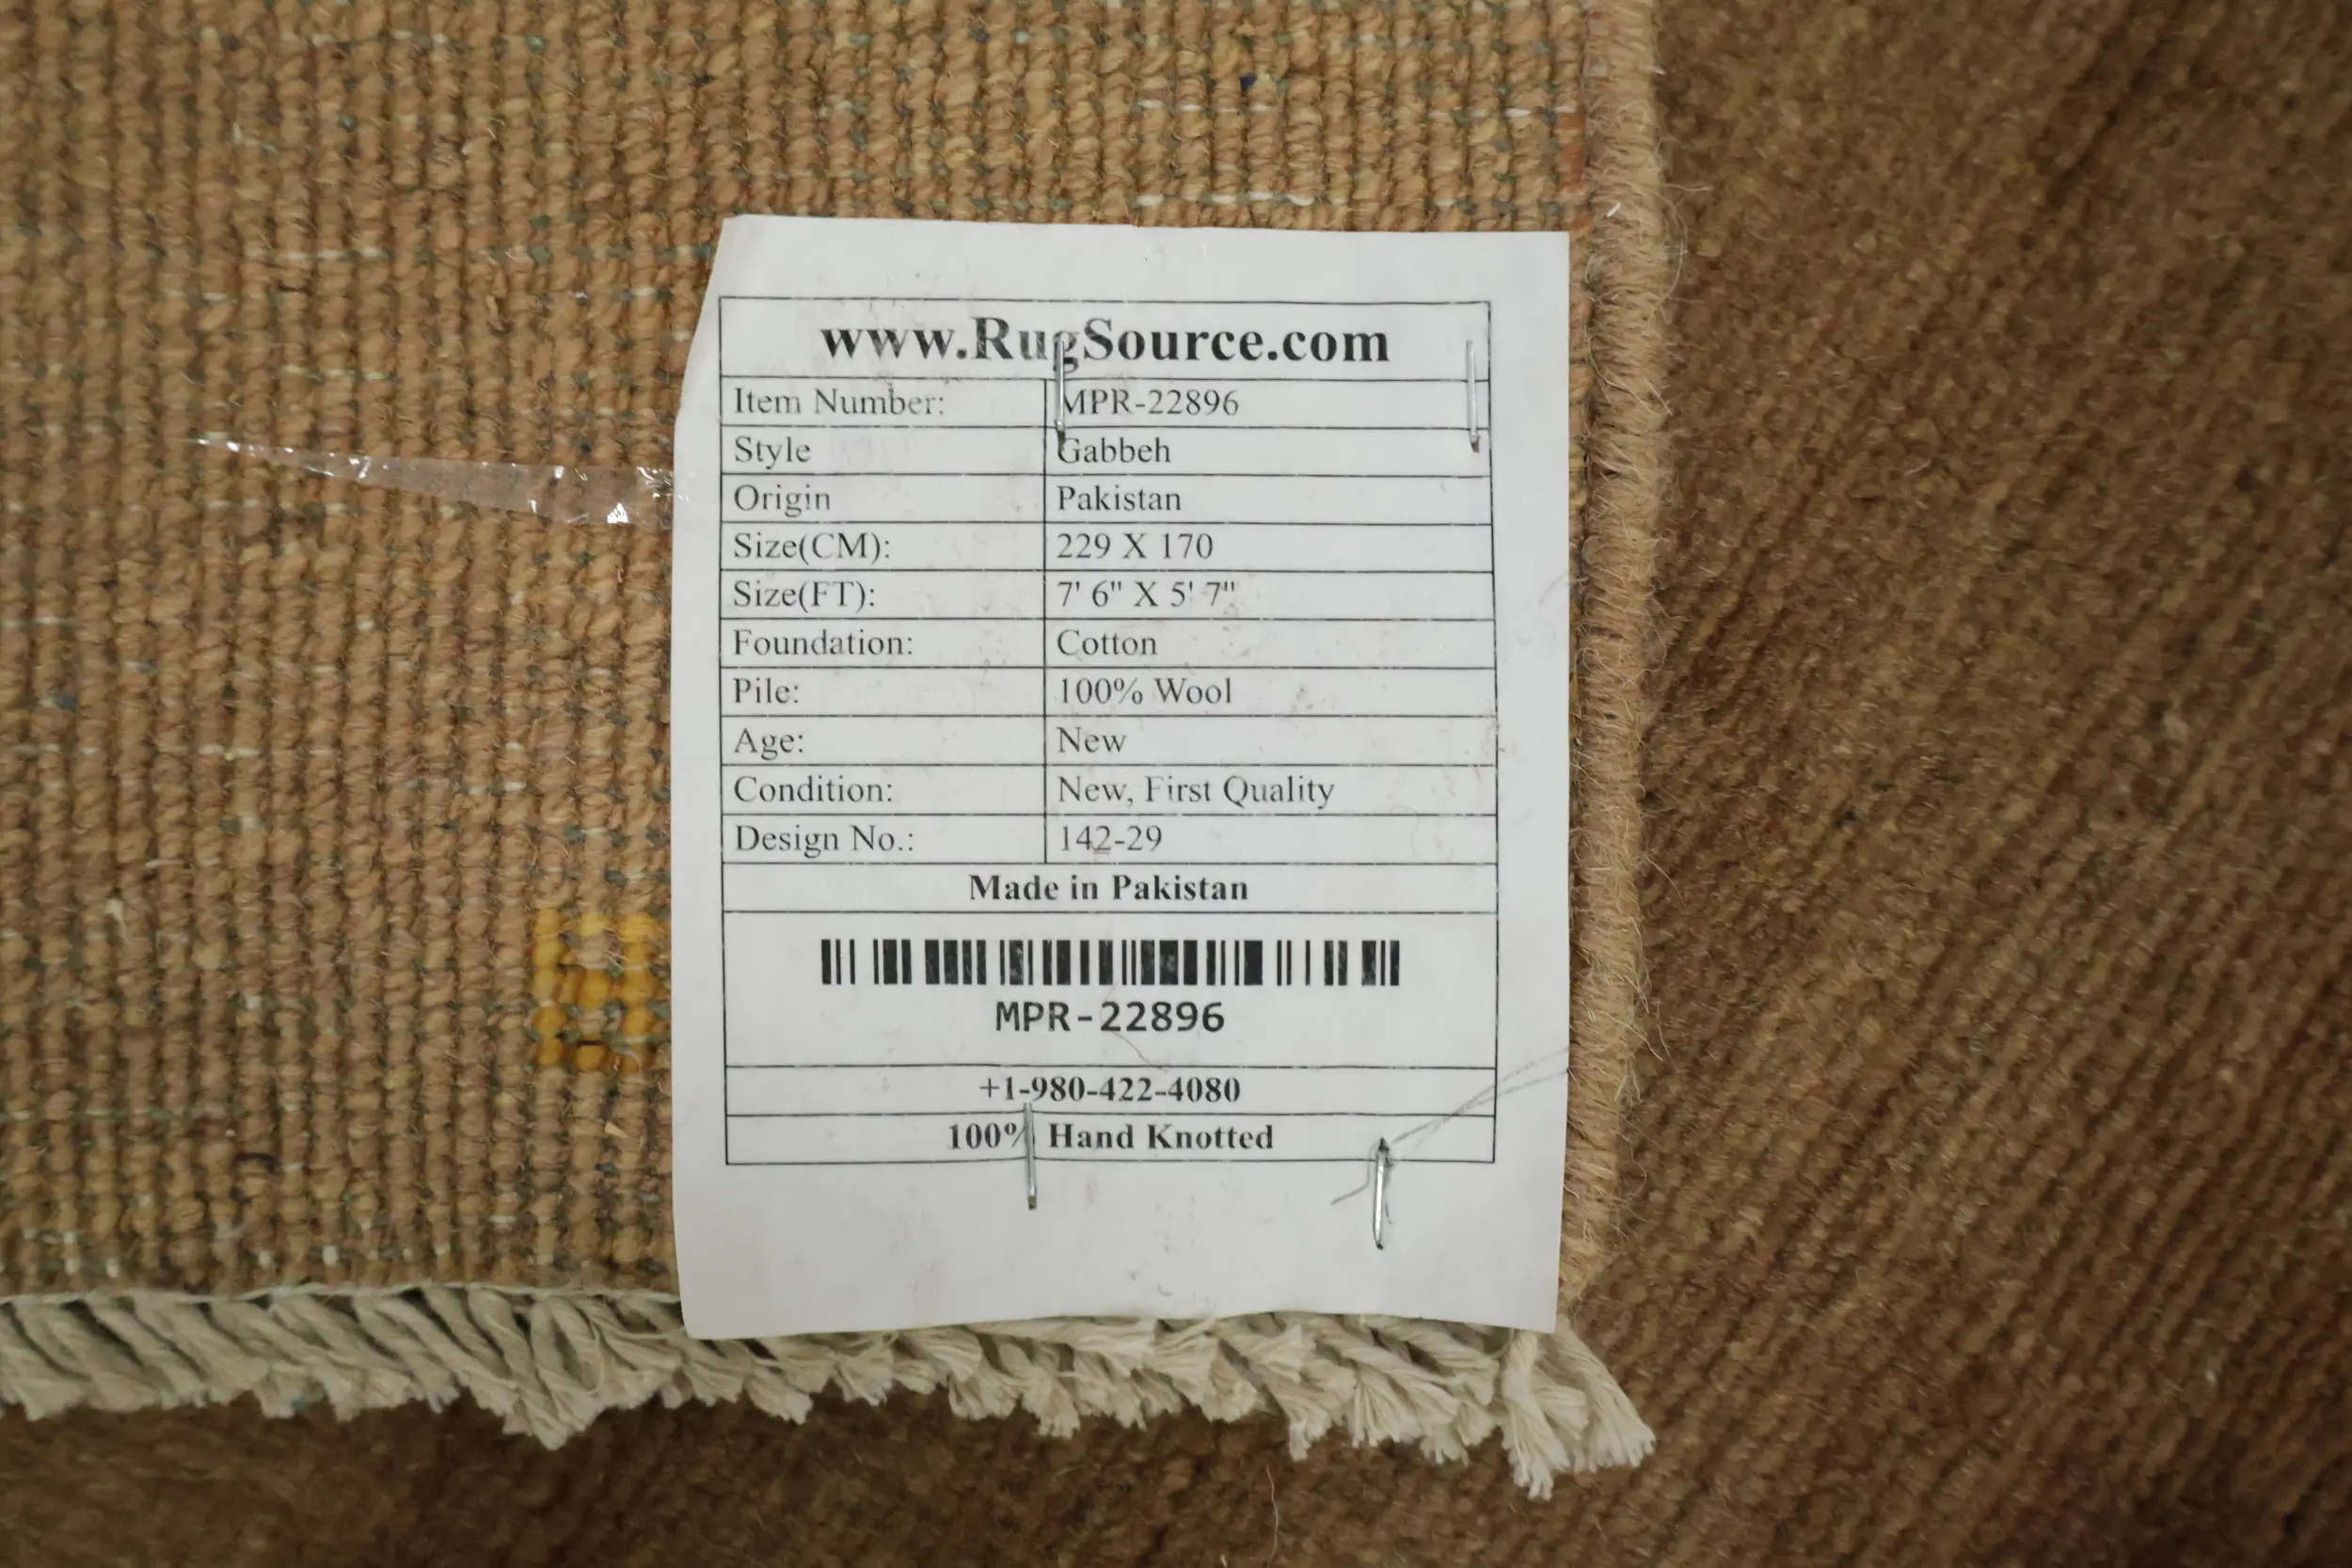 www.RugSource.com
Item Number: MPR-22896
Style Gabbeh
Origin Pakistan
Size(CM): 229 X 170
Size(FT): 7' 6" X 5' 7"
Foundation: Cotton
Pile: 100% Wool
Age: New
Condition: New, First Quality
Design No.: 142-29
Made in Pakistan
MPR-22896
+1-980-422-4080
100% Hand Knotted